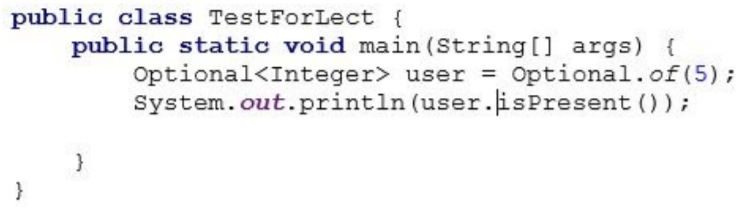 public class TestForLect {
    public static void main(String[] args) {
        Optional<Integer> user = Optional.of(5);
        System.out.println(user.isPresent());
    }
}